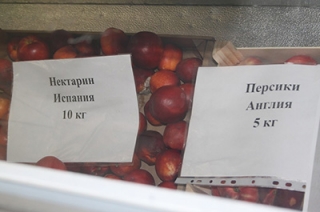 Нектарин
Испания
10 кг
Персики
Англия
5 кг